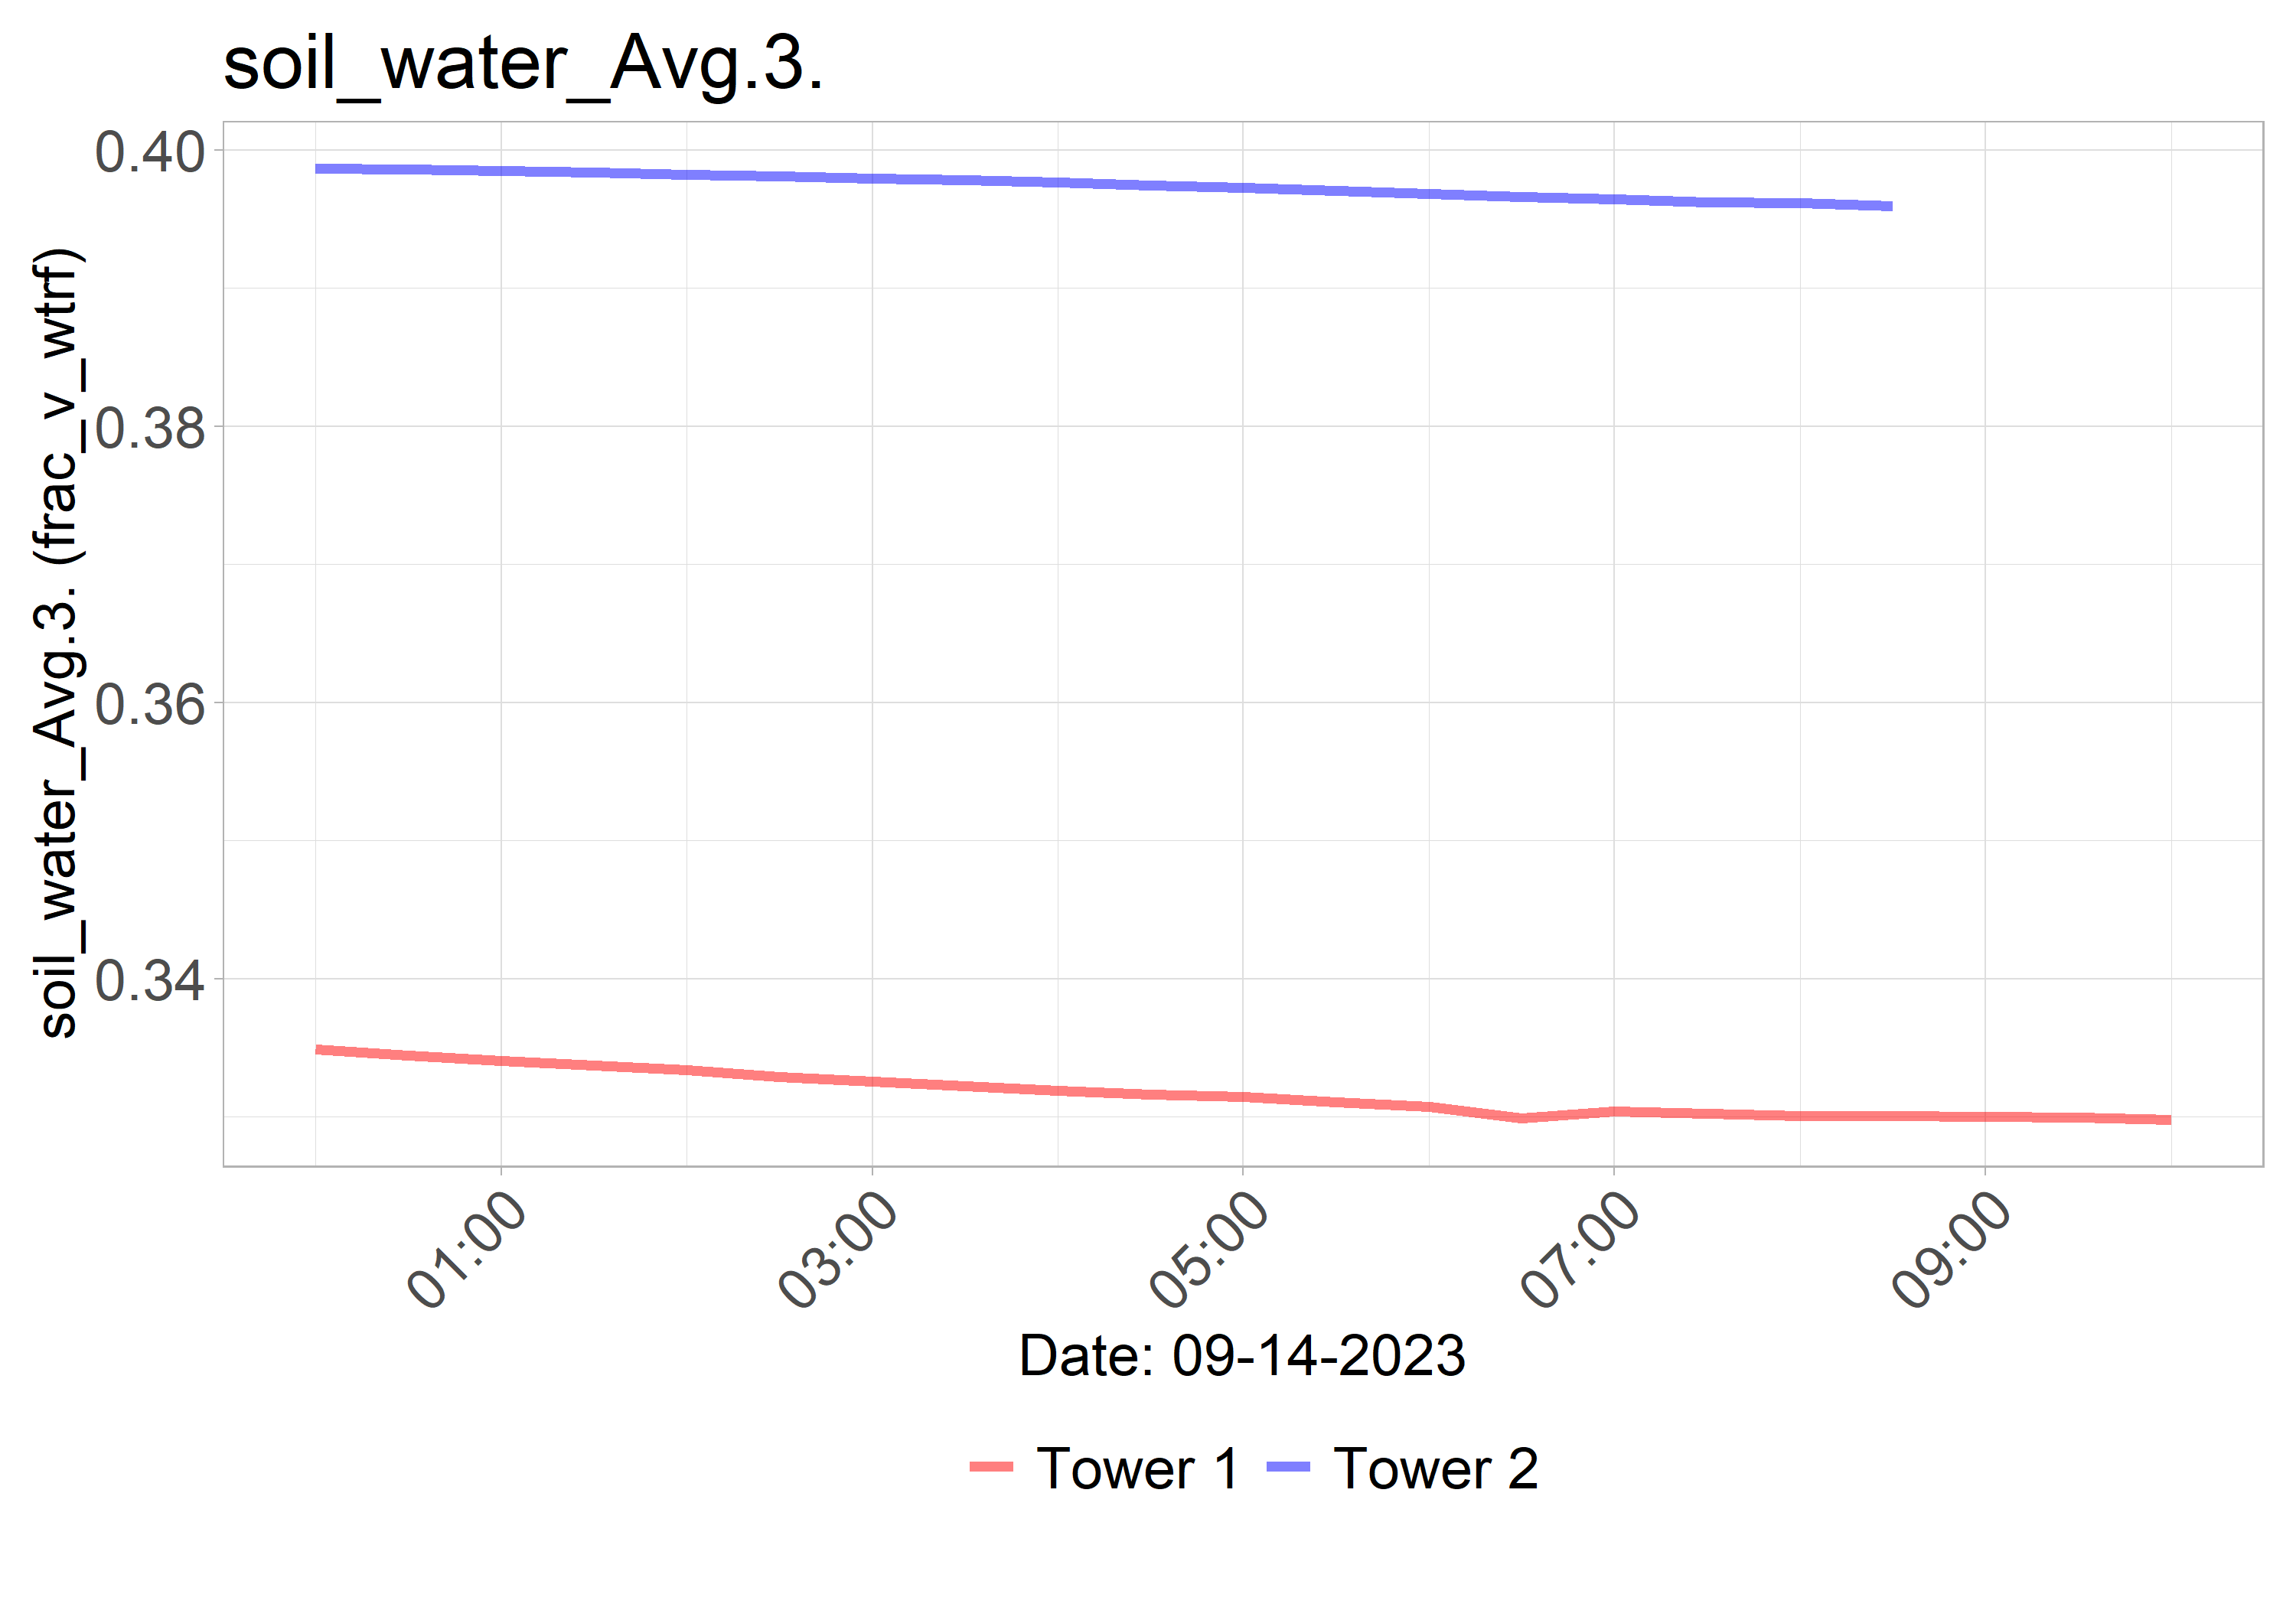 soil_water_Avg.3.
soil_water_Avg.3. (frac_v_wtrf)
0.40
0.38
0.36
0.34
01:00
03:00
05:00
07:00
09:00
Date: 09-14-2023
Tower 1
Tower 2